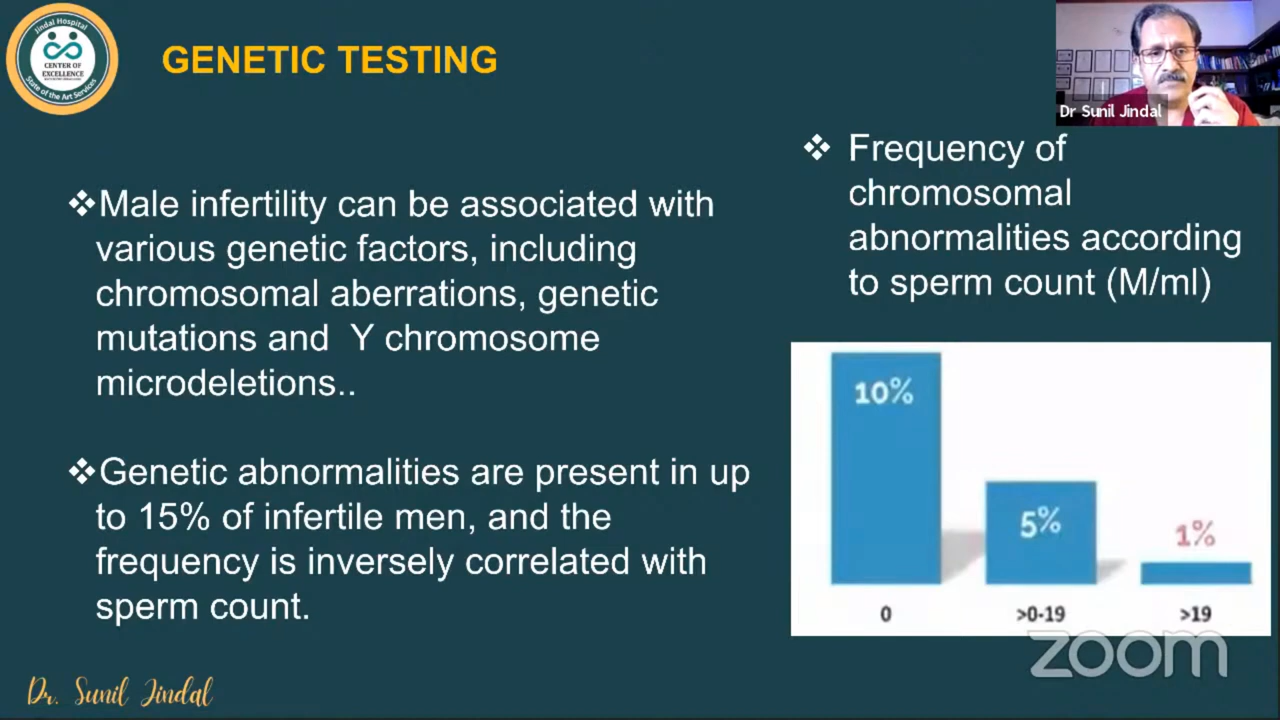 Jindal Hospital
CENTER OF
EXCELLENCE
State of the Art Services
GENETIC TESTING
Dr Sunil Jindal
❖Male infertility can be associated with
various genetic factors, including
chromosomal aberrations, genetic
mutations and Y chromosome
microdeletions..
❖Genetic abnormalities are present in up
to 15% of infertile men, and the
frequency is inversely correlated with
sperm count.
❖ Frequency of
chromosomal
abnormalities according
to sperm count (M/ml)
10%
5%
1%
0
>0-19
>19
zoom
Dr. Sunil Jindal